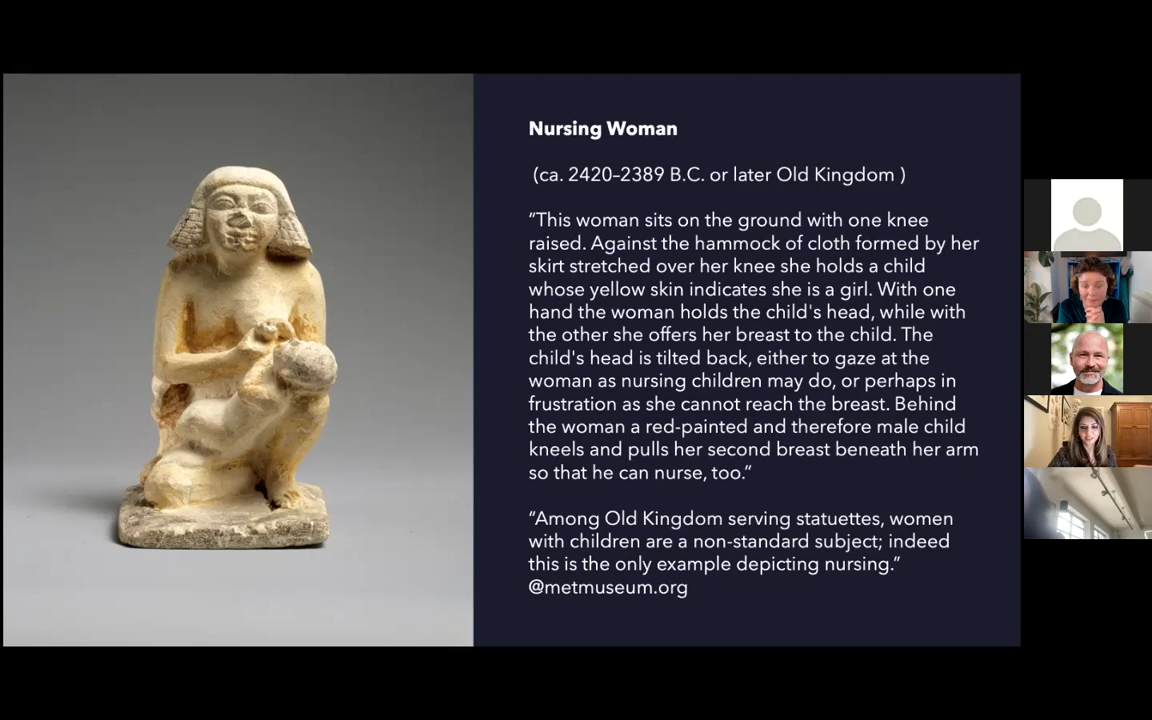 Nursing Woman
(ca. 2420–2389 B.C. or later Old Kingdom )
“This woman sits on the ground with one knee
raised. Against the hammock of cloth formed by her
skirt stretched over her knee she holds a child
whose yellow skin indicates she is a girl. With one
hand the woman holds the child's head, while with
the other she offers her breast to the child. The
child's head is tilted back, either to gaze at the
woman as nursing children may do, or perhaps in
frustration as she cannot reach the breast. Behind
the woman a red-painted and therefore male child
kneels and pulls her second breast beneath her arm
so that he can nurse, too.“
“Among Old Kingdom serving statuettes, women
with children are a non-standard subject; indeed
this is the only example depicting nursing.”
@metmuseum.org